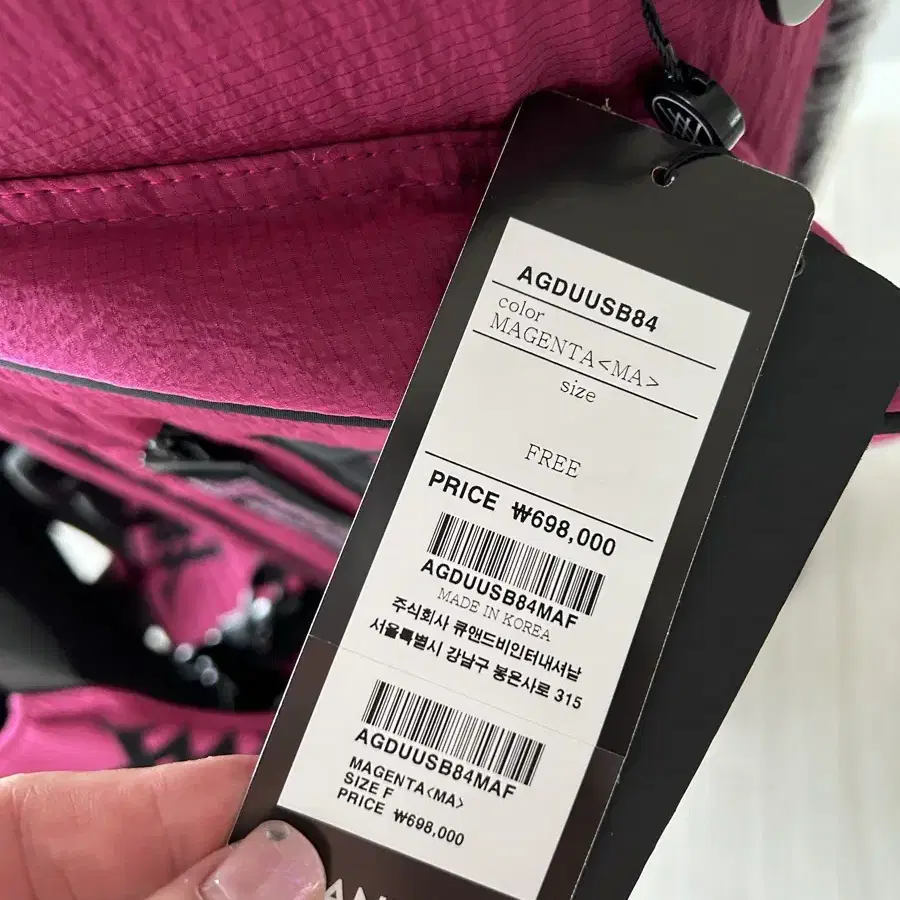 AGDUUSB84
color
MAGENTA<MA>
size
FREE
PRICE ₩698,000
AGDUUSB84MAF
MADE IN KOREA
주식회사 큐앤드비인터내셔날
서울특별시 강남구 봉은사로 315
AGDUUSB84MAF
MAGENTA<MA>
SIZE F
PRICE ₩698,000